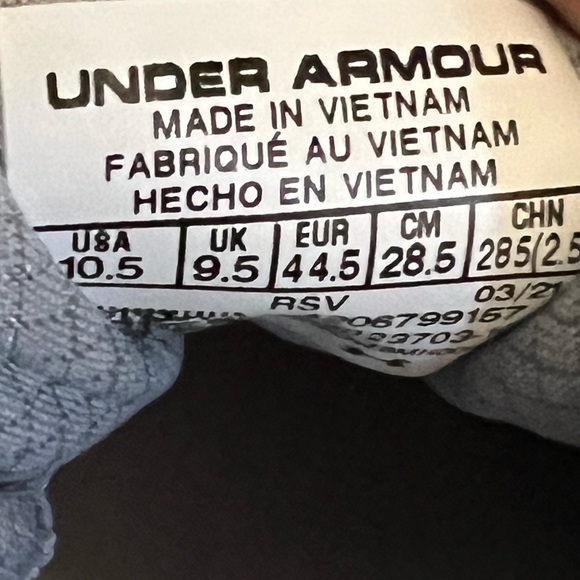 UNDER ARMOUR
MADE IN VIETNAM
FABRIQUÉ AU VIETNAM
HECHO EN VIETNAM
USA UK EUR CM CHN
10.5 9.5 44.5 28.5 285(2.5
RSV 03/21
06799167